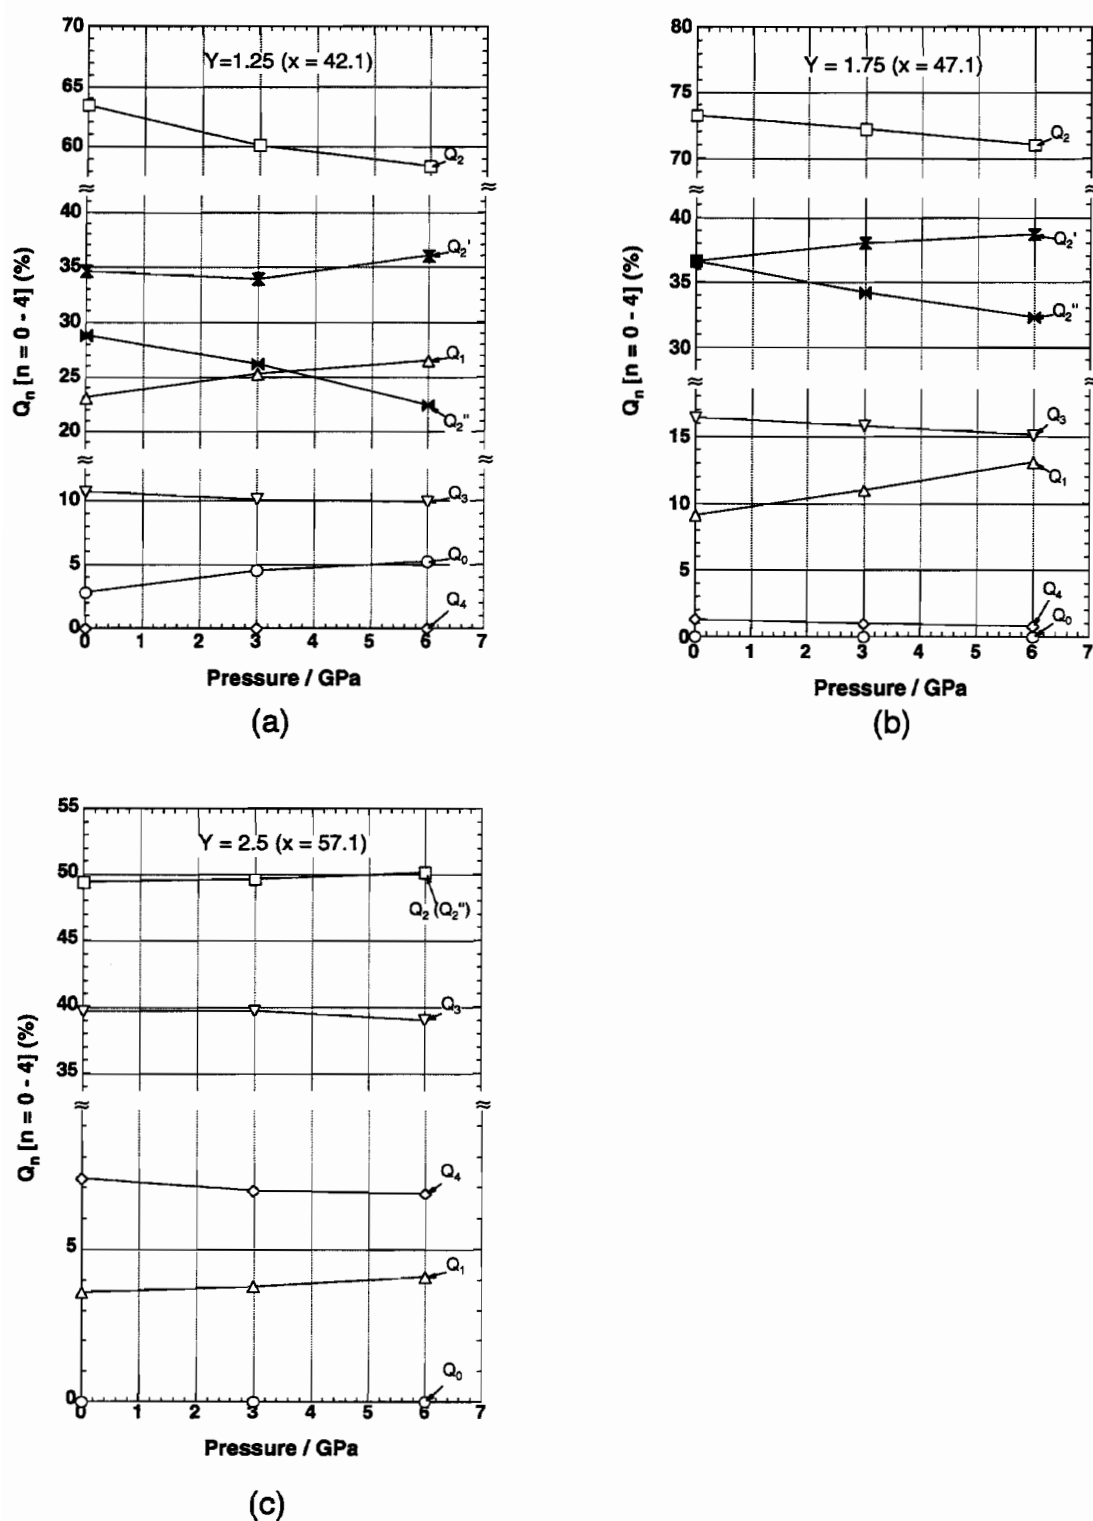 Y=1.25 (x = 42.1)
Qn [n = 0 - 4] (%)
70
65
60
40
35
30
25
20
10
5
0
Q2
Q2'
Q1
Q2"
Q3
Q0
Q4
0 1 2 3 4 5 6 7
Pressure / GPa
(a)
Y = 1.75 (x = 47.1)
Qn [n = 0 - 4] (%)
80
75
70
40
35
30
15
10
5
0
Q2
Q2'
Q2"
Q3
Q1
Q4
Q0
0 1 2 3 4 5 6 7
Pressure / GPa
(b)
Y = 2.5 (x = 57.1)
Qn [n = 0 - 4] (%)
55
50
45
40
35
5
0
Q2 (Q2")
Q3
Q4
Q1
Q0
0 1 2 3 4 5 6 7
Pressure / GPa
(c)